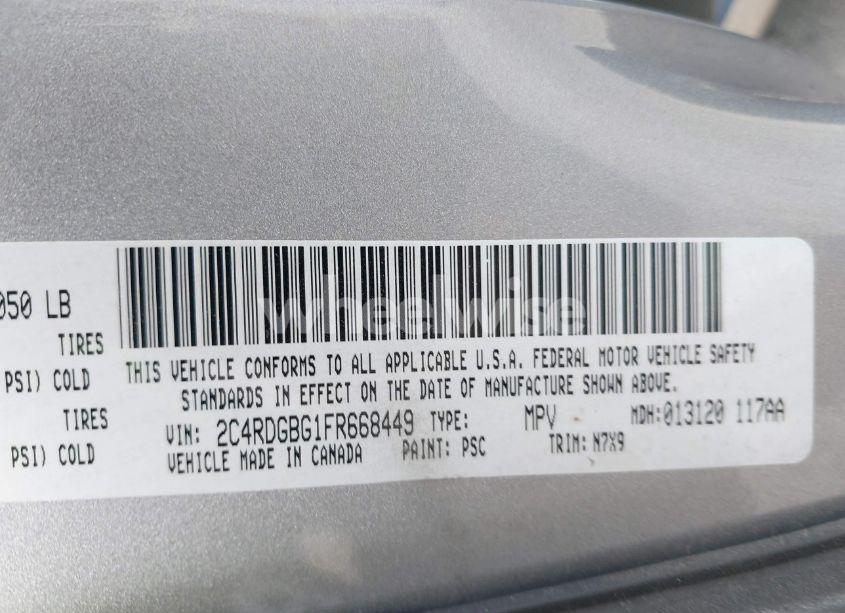 050 LB
TIRES
PSI) COLD
TIRES
PSI) COLD
THIS VEHICLE CONFORMS TO ALL APPLICABLE U.S.A. FEDERAL MOTOR VEHICLE SAFETY
STANDARDS IN EFFECT ON THE DATE OF MANUFACTURE SHOWN ABOVE.
VIN: 2C4RDGBG1FR668449 TYPE: MPV MDH:013120 117AA
VEHICLE MADE IN CANADA PAINT: PSC TRIM: N7X9
wheelwise